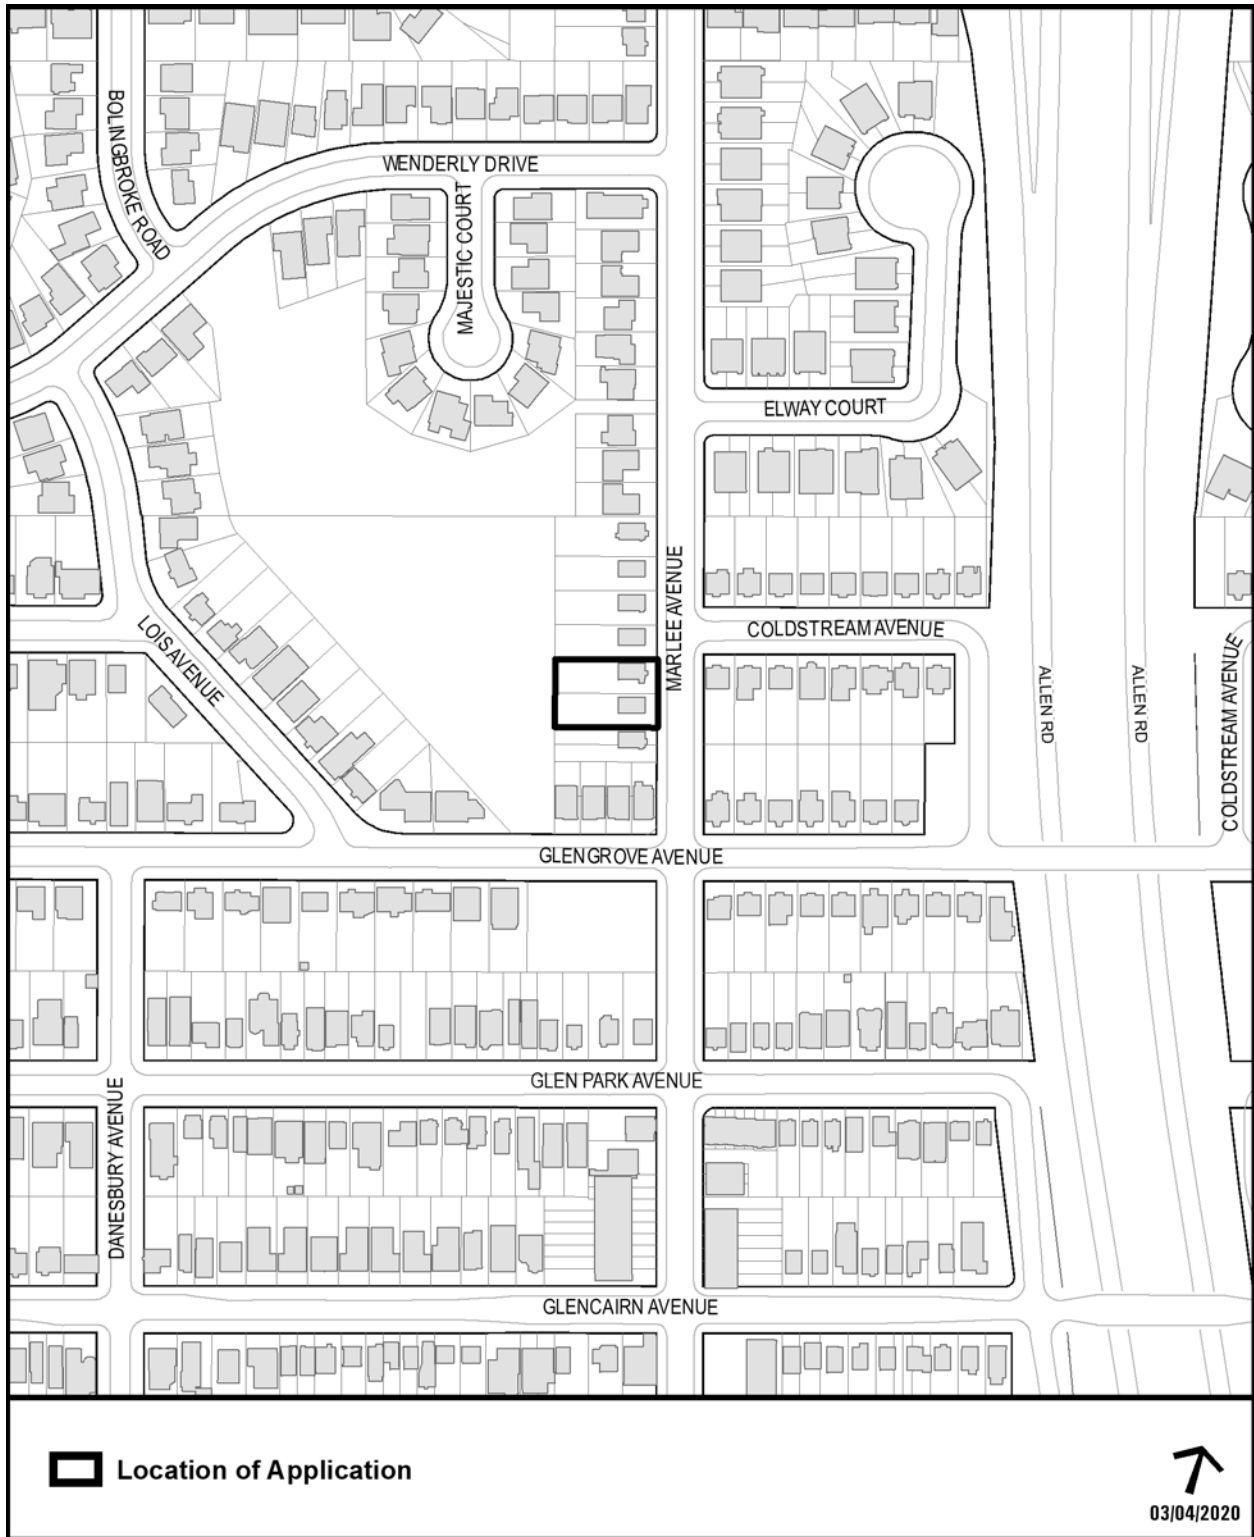 BOLINGBROKE ROAD
WENDERLY DRIVE
MAJESTIC COURT
ELWAY COURT
MARLEE AVENUE
COLDSTREAM AVENUE
LOIS AVENUE
ALLEN RD
ALLEN RD
COLDSTREAM AVENUE
GLENGROVE AVENUE
GLEN PARK AVENUE
DANESBURY AVENUE
GLENCAIRN AVENUE
Location of Application
03/04/2020